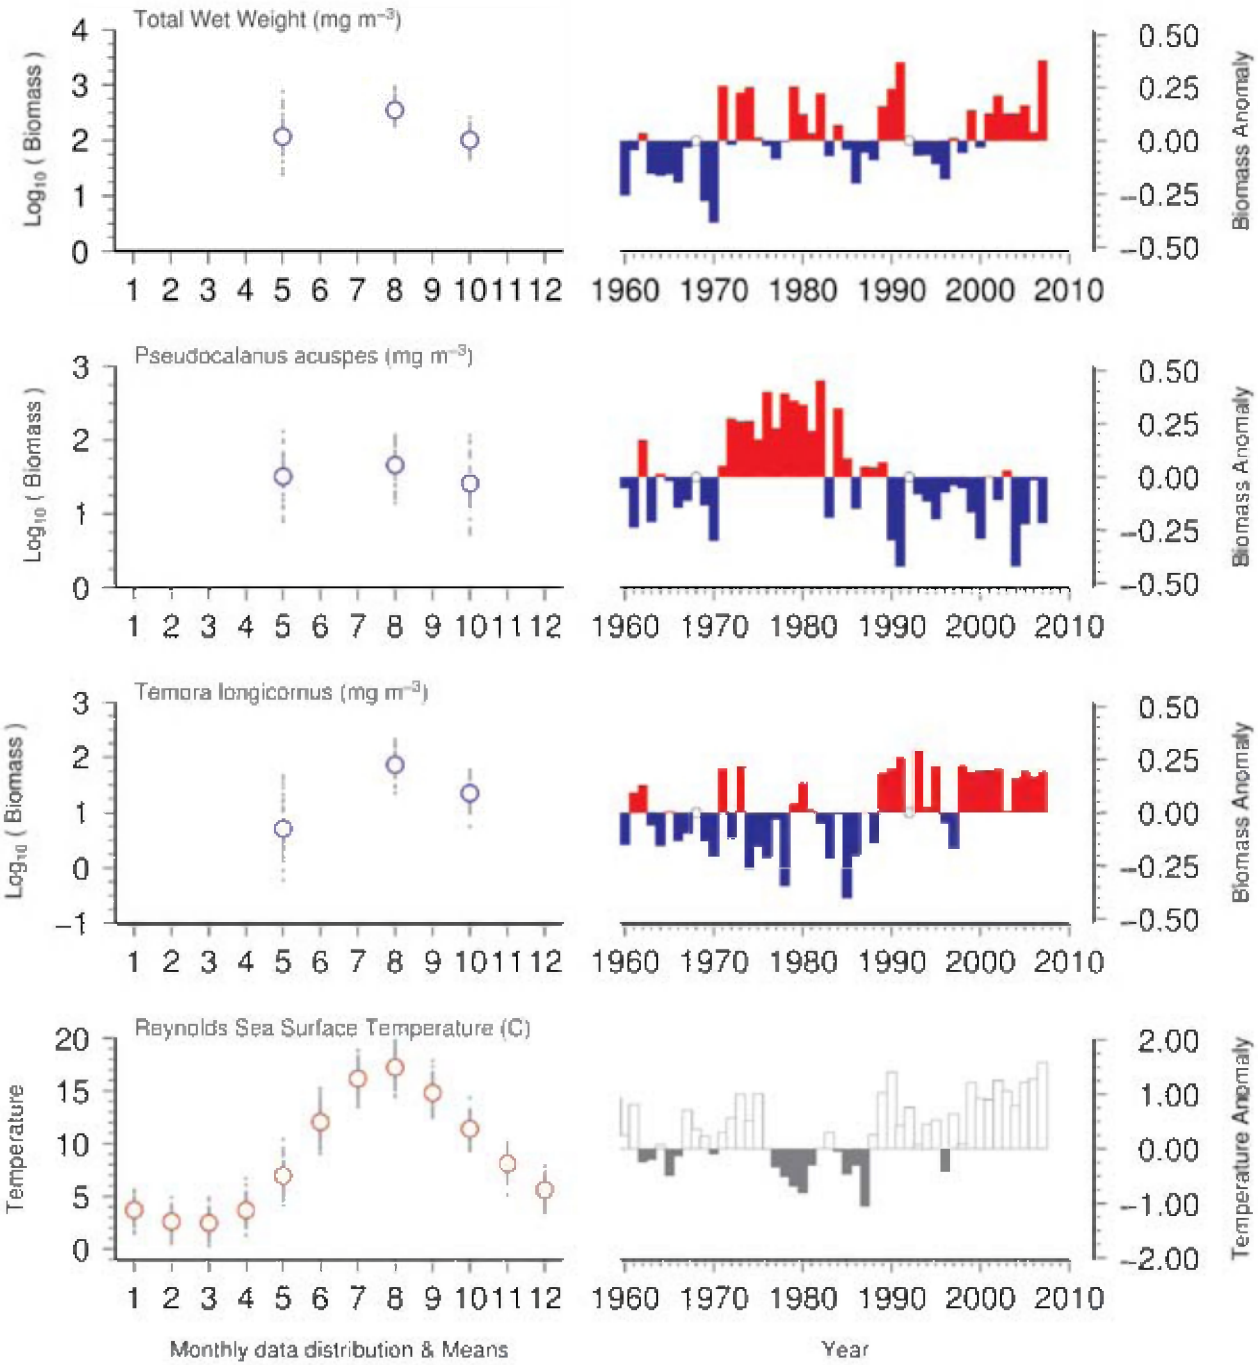 Total Wet Weight (mg m⁻³)
Log₁₀ ( Biomass )
4
3
2
1
0
1 2 3 4 5 6 7 8 9 10 11 12
0.50
0.25
0.00
−0.25
−0.50
Biomass Anomaly
1960 1970 1980 1990 2000 2010
Pseudocalanus acuspes (mg m⁻³)
Log₁₀ ( Biomass )
3
2
1
0
1 2 3 4 5 6 7 8 9 10 11 12
0.50
0.25
0.00
−0.25
−0.50
Biomass Anomaly
1960 1970 1980 1990 2000 2010
Temora longicornus (mg m⁻³)
Log₁₀ ( Biomass )
3
2
1
0
−1
1 2 3 4 5 6 7 8 9 10 11 12
0.50
0.25
0.00
−0.25
−0.50
Biomass Anomaly
1960 1970 1980 1990 2000 2010
Reynolds Sea Surface Temperature (C)
Temperature
20
15
10
5
0
1 2 3 4 5 6 7 8 9 10 11 12
Monthly data distribution & Means
2.00
1.00
0.00
−1.00
−2.00
Temperature Anomaly
1960 1970 1980 1990 2000 2010
Year